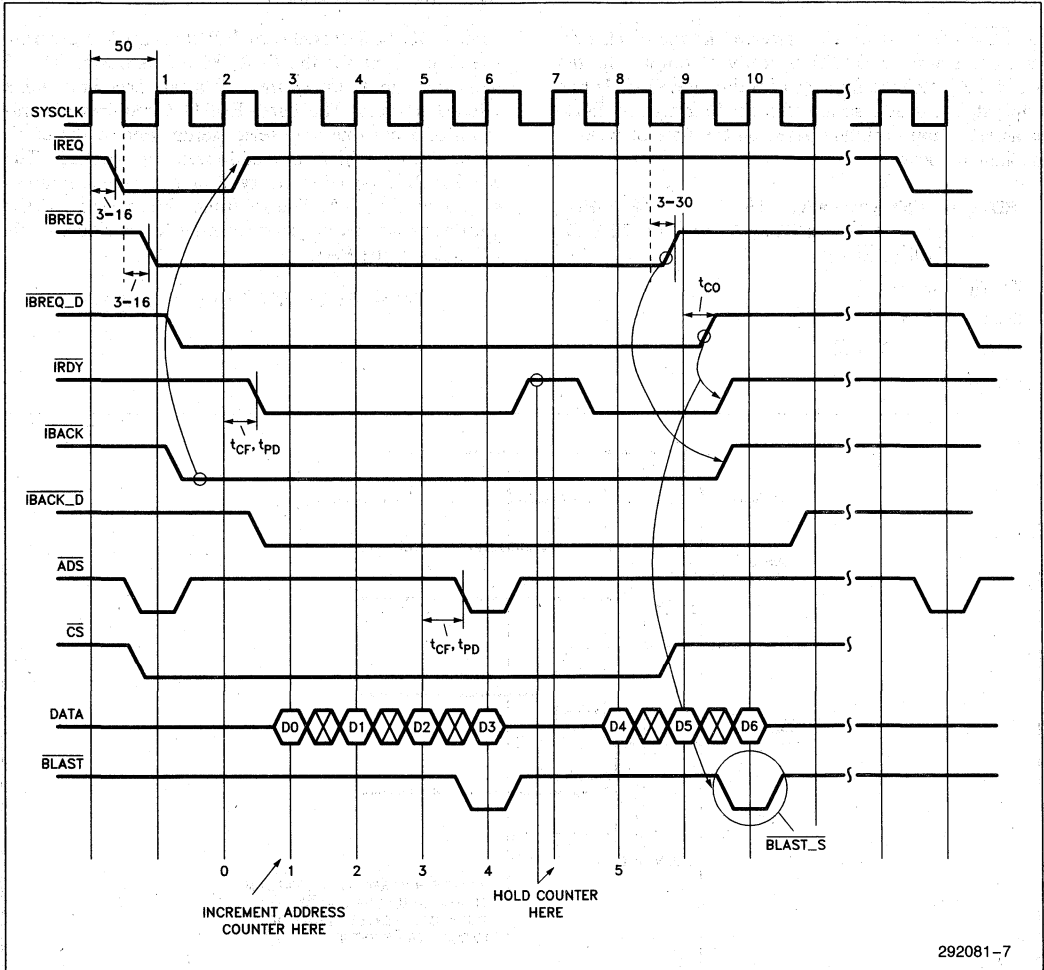 50
1 2 3 4 5 6 7 8 9 10
SYSCLK
IREQ
3-16
3-30
IBREQ
3-16
tCO
IBREQ_D
IRDY
tCF, tPD
IBACK
IBACK_D
ADS
tCF, tPD
CS
DATA D0 D1 D2 D3 D4 D5 D6
BLAST
BLAST_S
0 1 2 3 4 5
INCREMENT ADDRESS
COUNTER HERE
HOLD COUNTER
HERE
292081-7